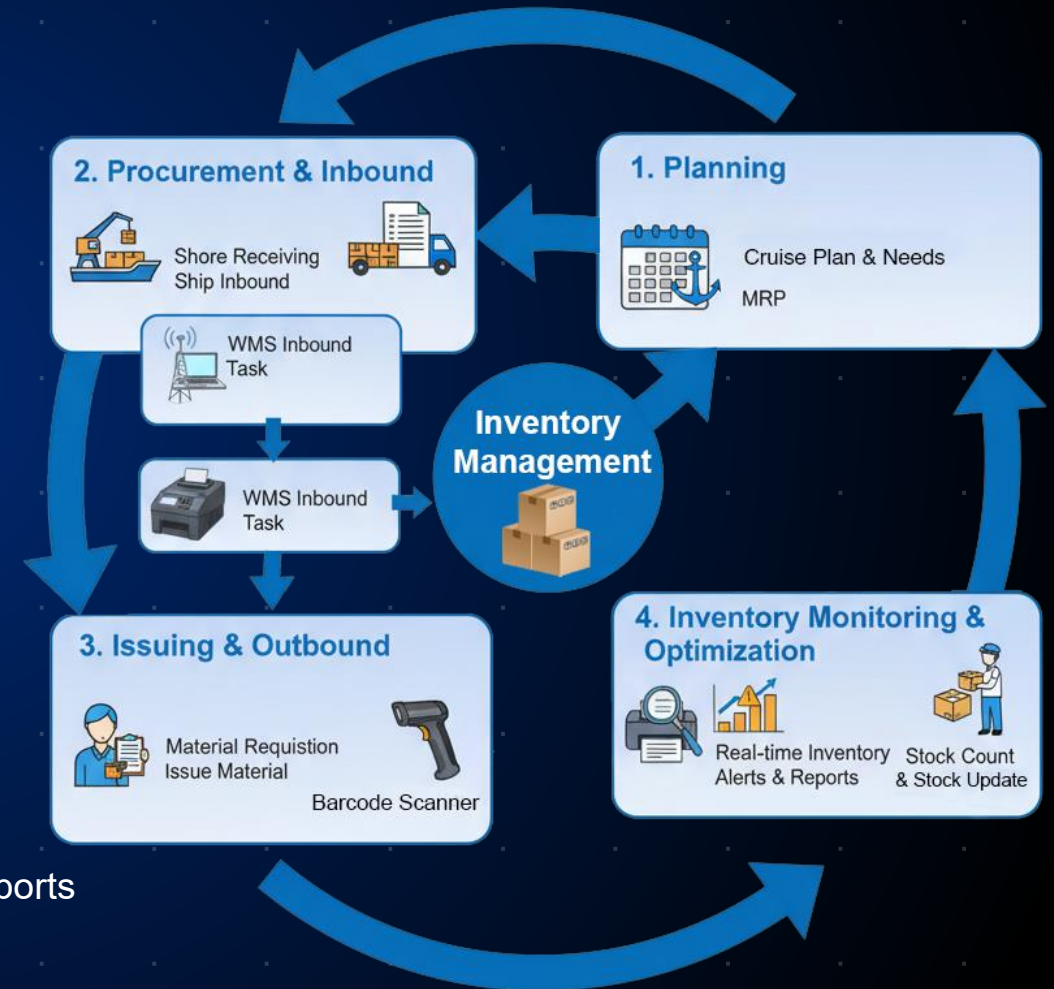 2. Procurement & Inbound
Shore Receiving
Ship Inbound
WMS Inbound
Task
WMS Inbound
Task
1. Planning
Cruise Plan & Needs
MRP
Inventory
Management
3. Issuing & Outbound
Material Requistion
Issue Material
Barcode Scanner
4. Inventory Monitoring &
Optimization
Real-time Inventory
Alerts & Reports
Stock Count
& Stock Update
ports